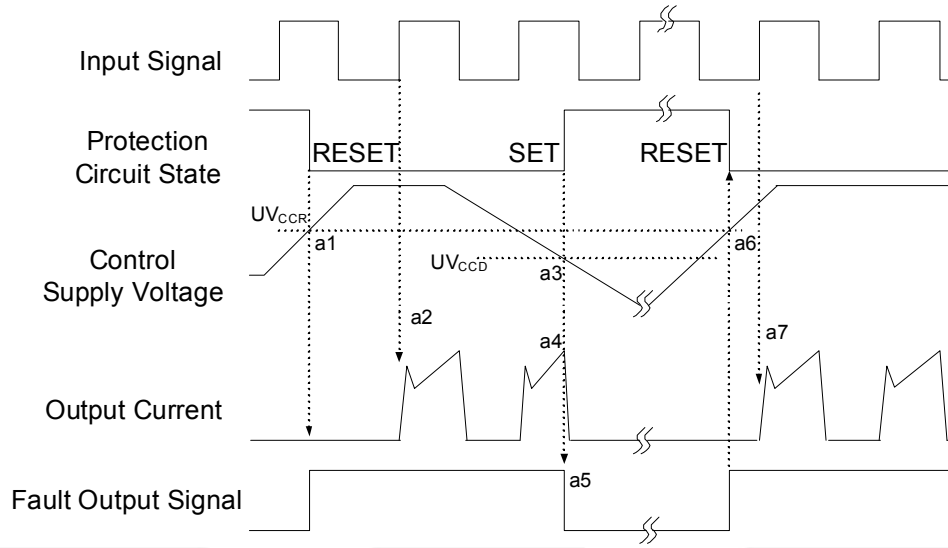 Input Signal
Protection
Circuit State
RESET
SET
RESET
UVCCR
a1
a6
Control
Supply Voltage
UVCCD
a3
a2
a7
a4
Output Current
a5
Fault Output Signal